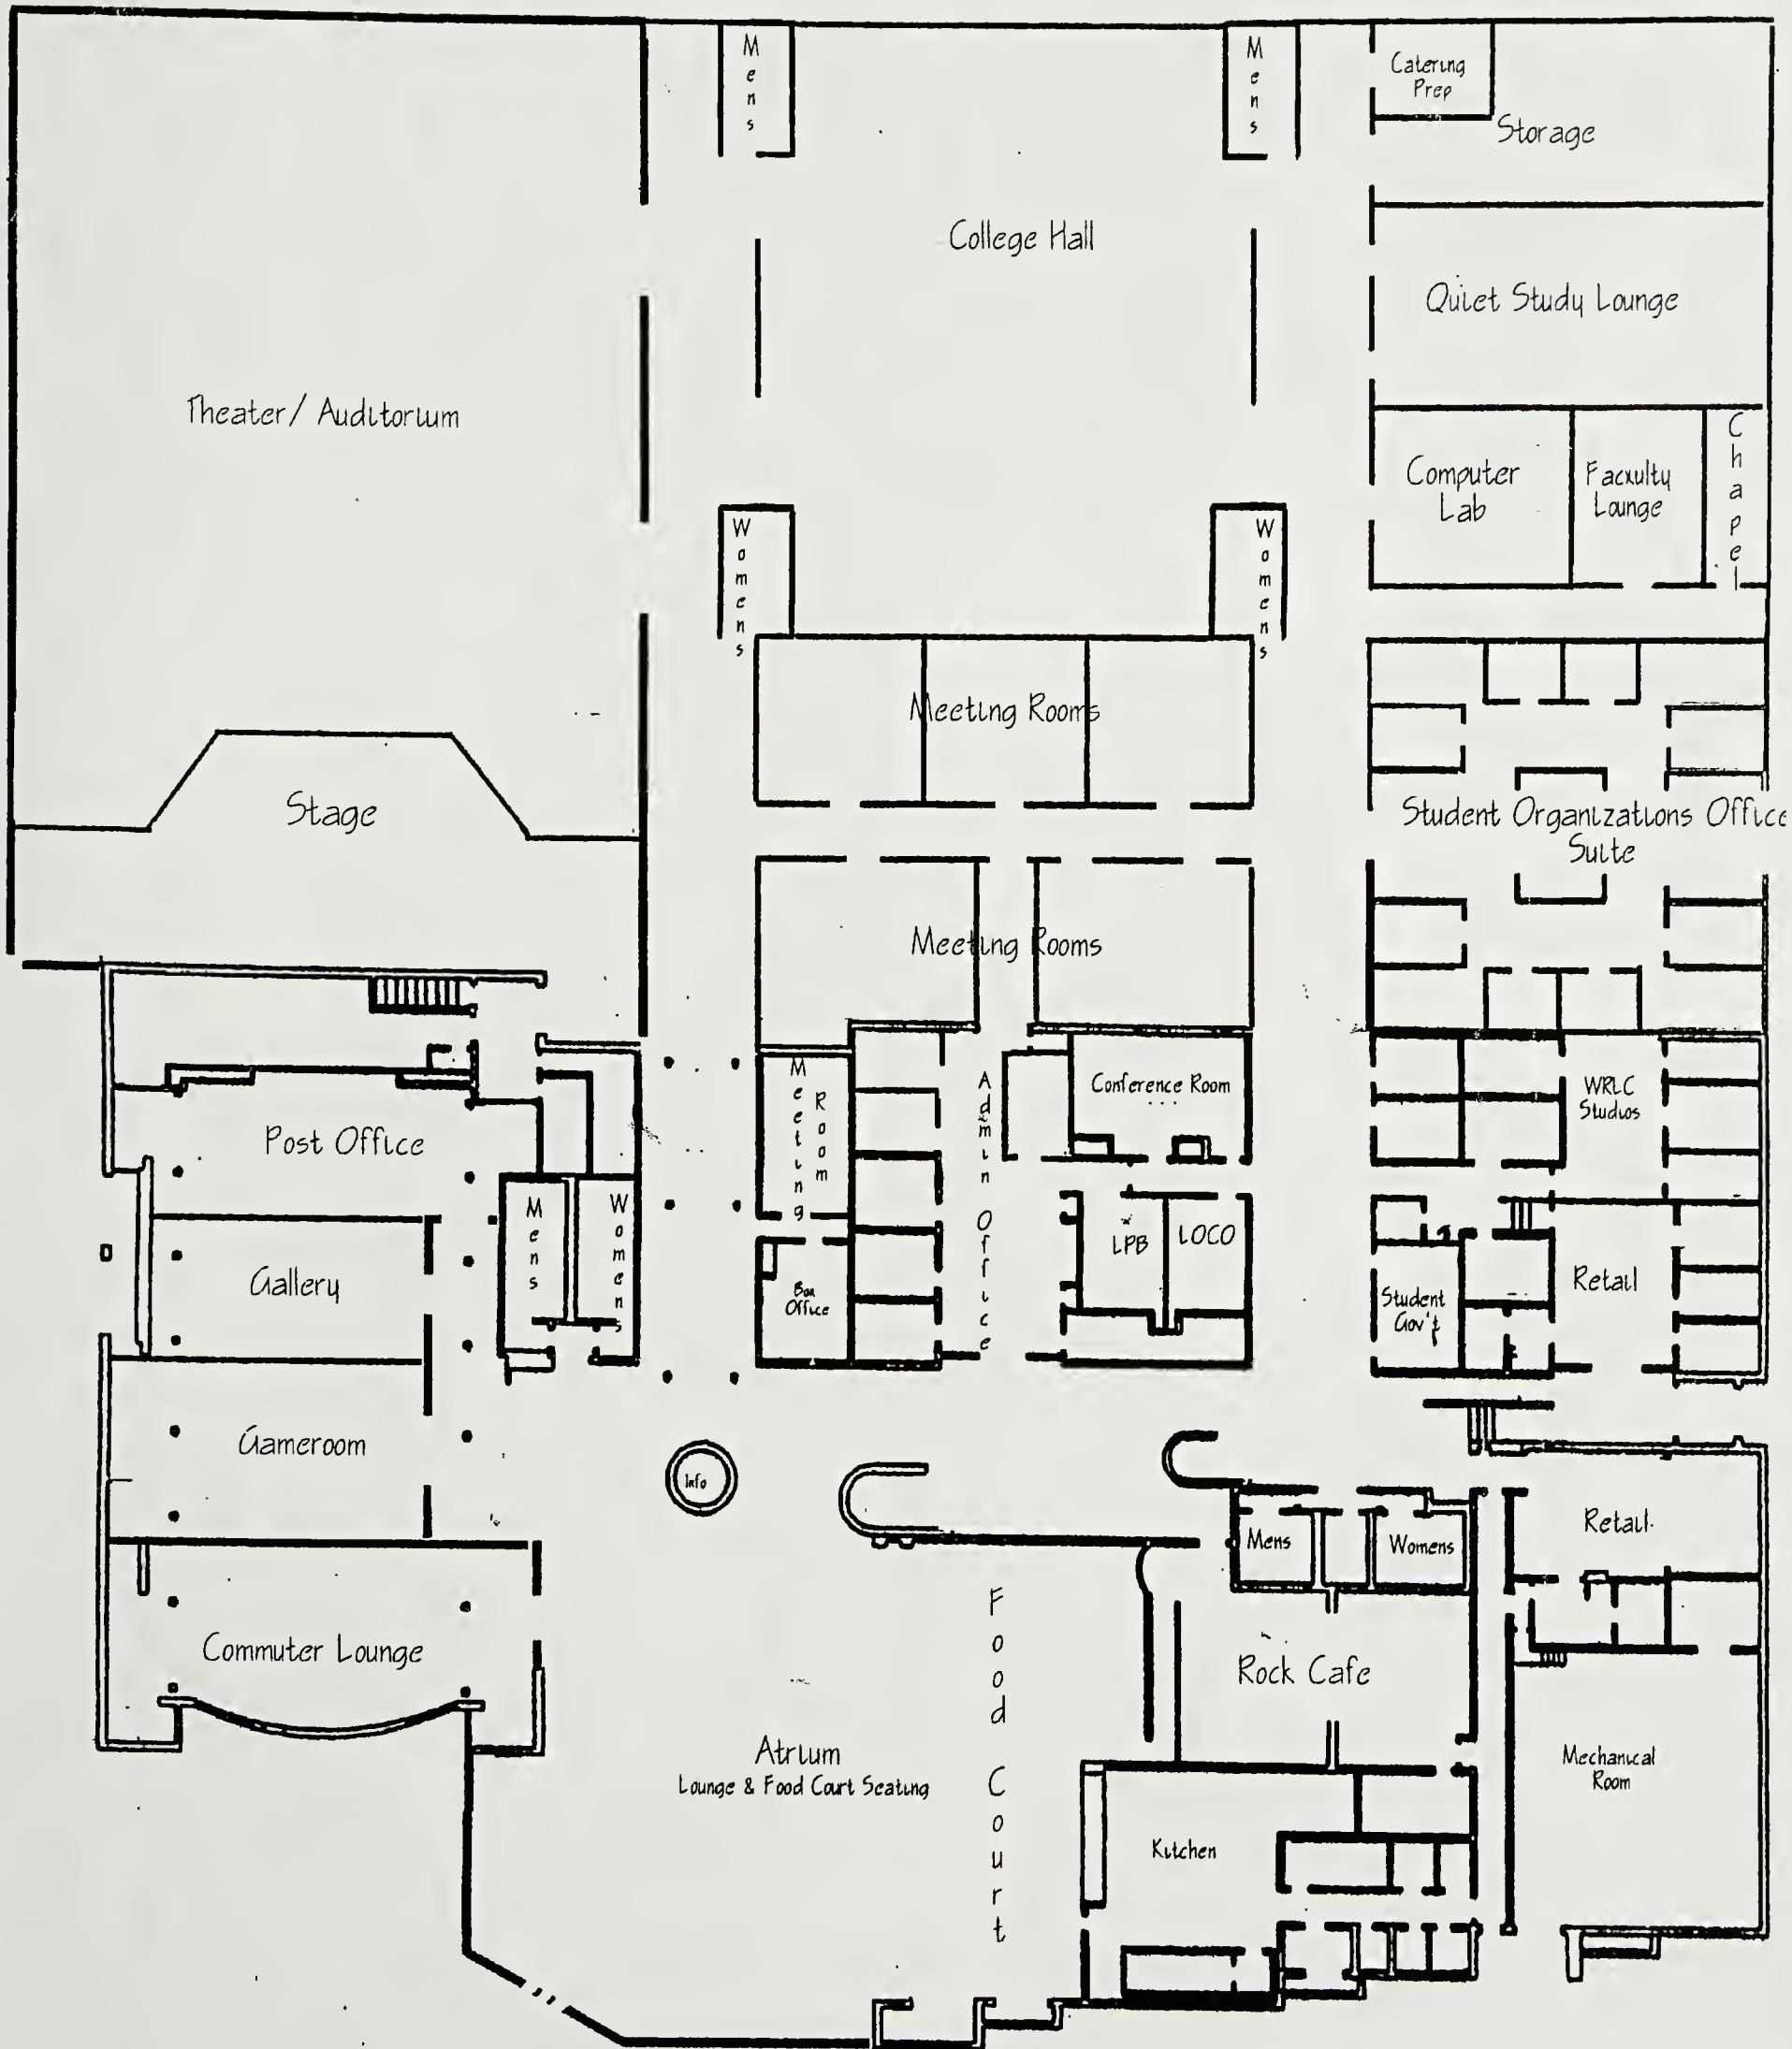 Mens
Mens
Catering
Prep
Storage
College Hall
Quiet Study Lounge
Theater/ Auditorium
Computer
Lab
Facxulty
Lounge
Chapel
Womens
Womens
Meeting Rooms
Stage
Student Organizations Office
Suite
Meeting Rooms
Meeting
Room
Admin Office
Conference Room
WRLC
Studios
Post Office
Mens
Womens
LPB
LOCO
Gallery
Box
Office
Student
Gov't
Retail
Gameroom
Info
Mens
Womens
Retail
Food Court
Commuter Lounge
Rock Cafe
Atrium
Lounge & Food Court Seating
Mechanical
Room
Kitchen